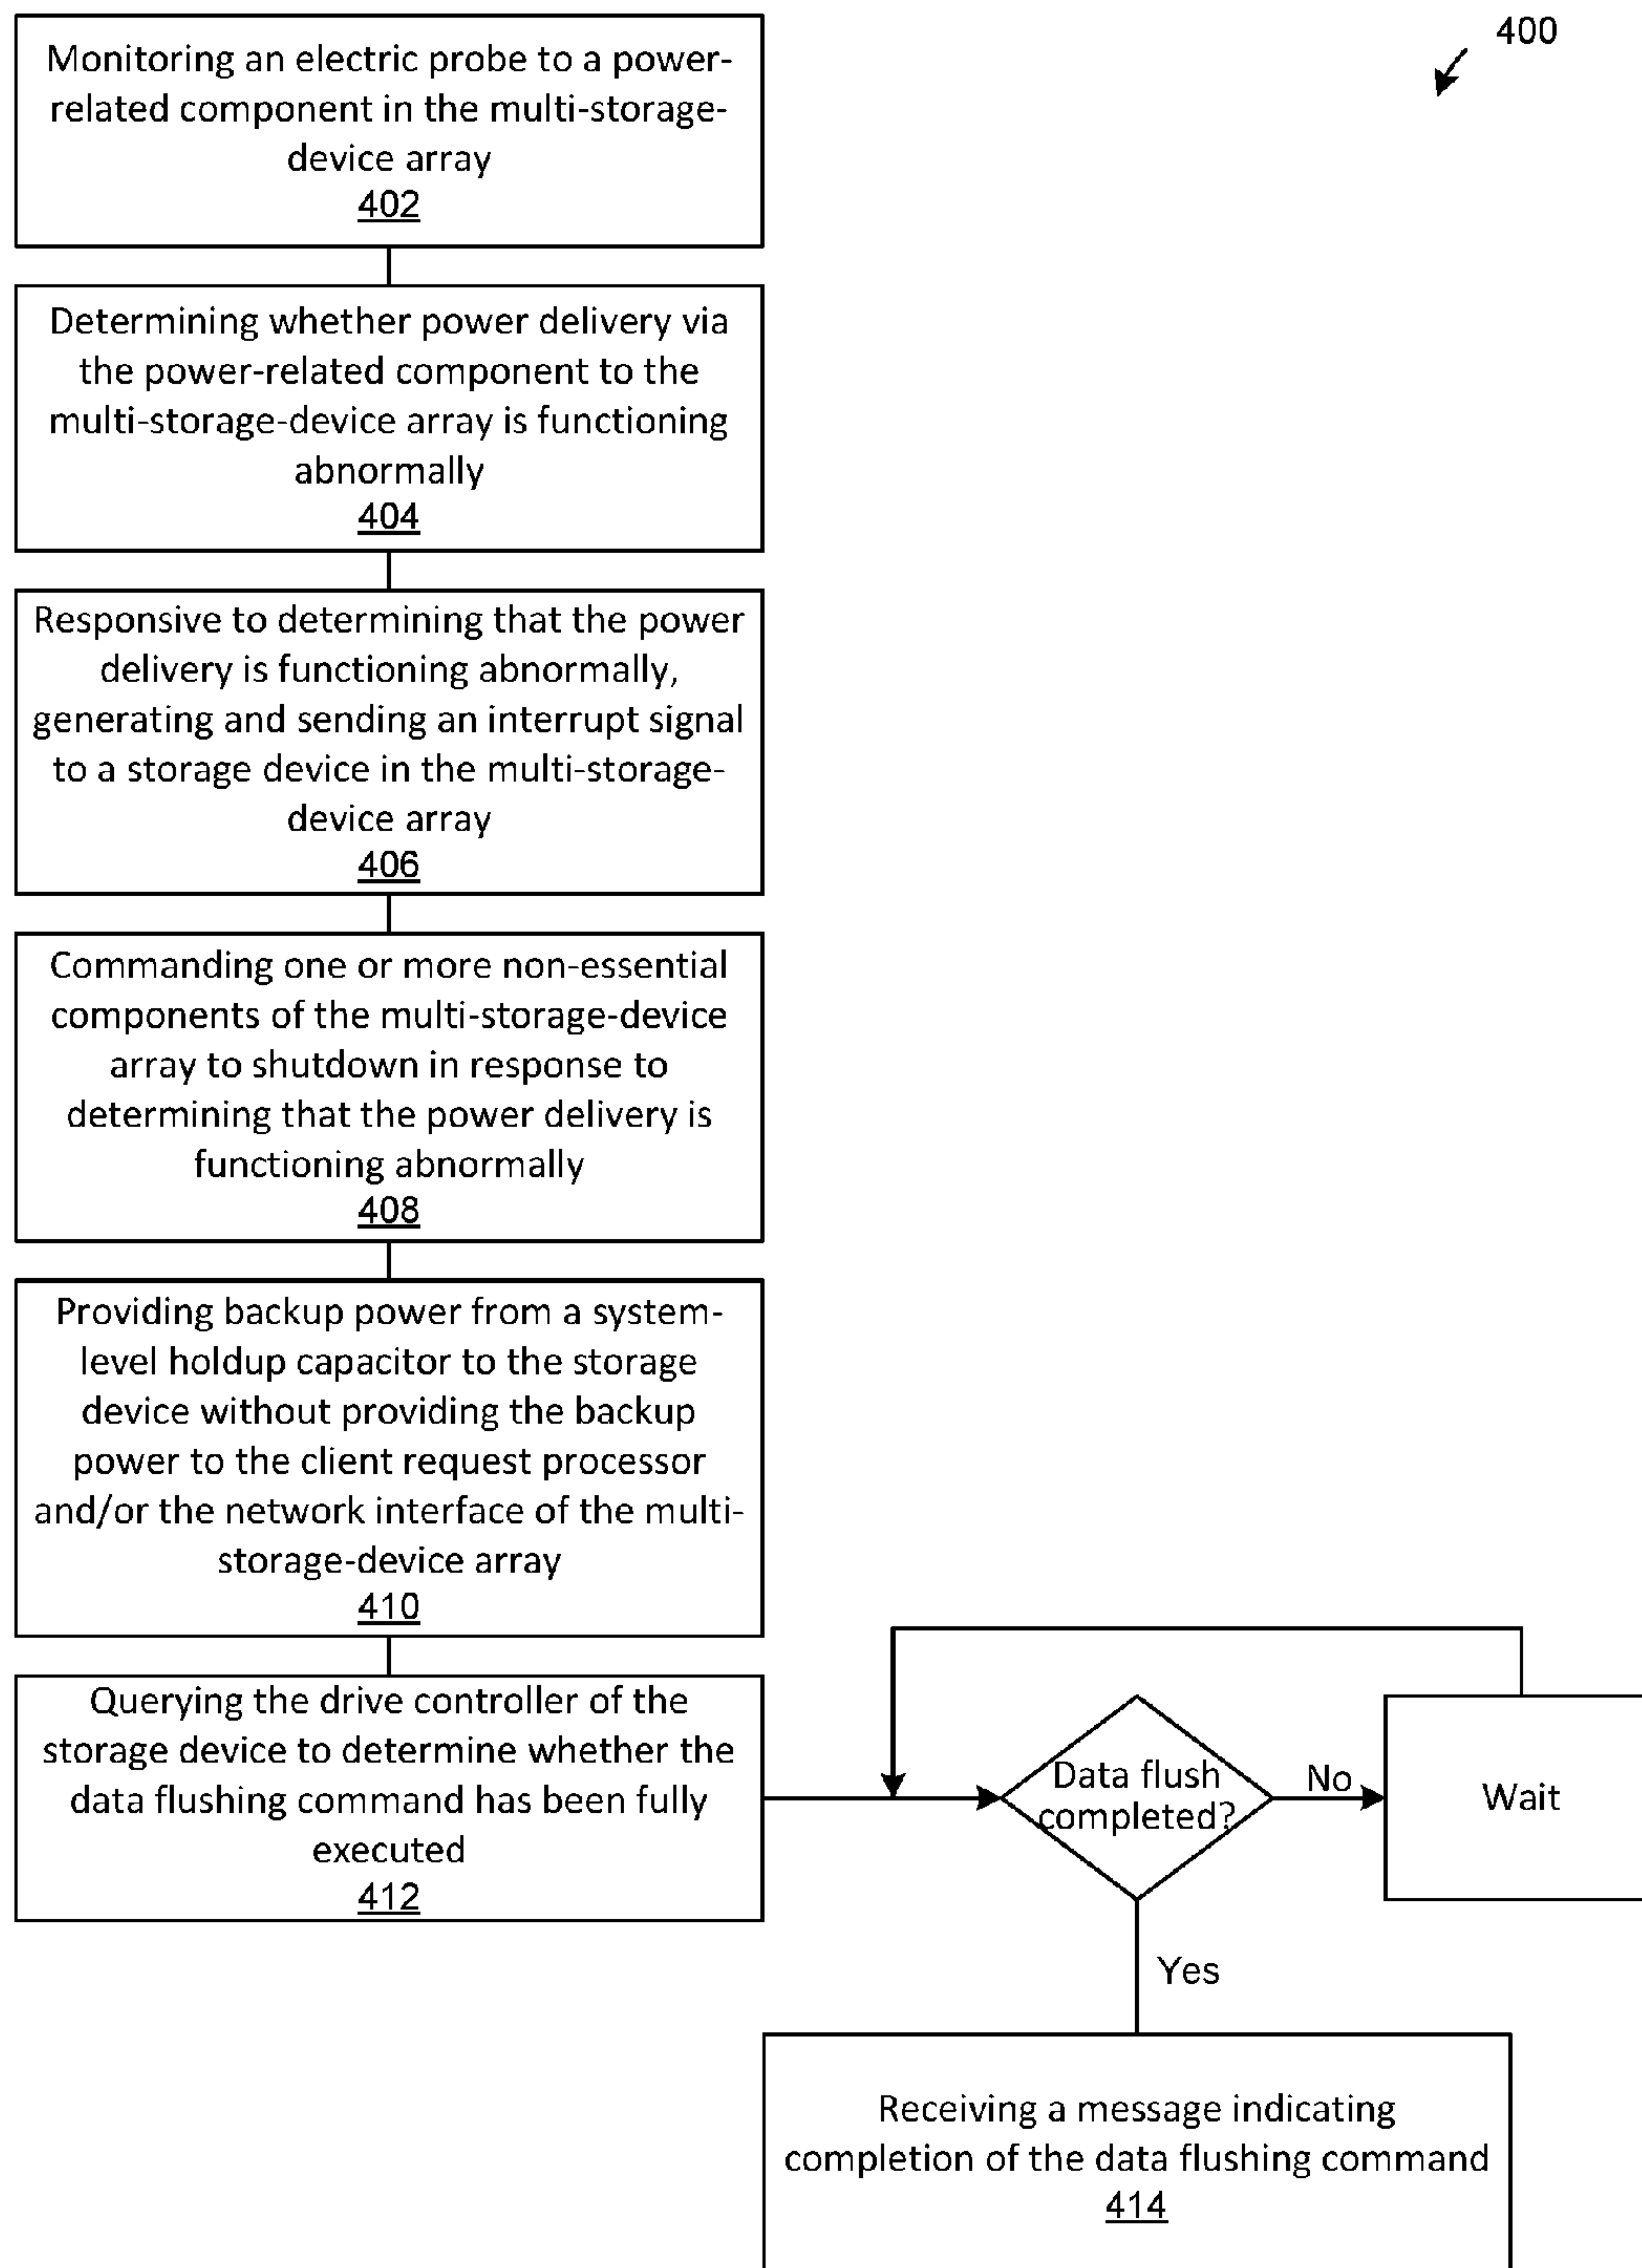 400
Monitoring an electric probe to a power-
related component in the multi-storage-
device array
402
Determining whether power delivery via
the power-related component to the
multi-storage-device array is functioning
abnormally
404
Responsive to determining that the power
delivery is functioning abnormally,
generating and sending an interrupt signal
to a storage device in the multi-storage-
device array
406
Commanding one or more non-essential
components of the multi-storage-device
array to shutdown in response to
determining that the power delivery is
functioning abnormally
408
Providing backup power from a system-
level holdup capacitor to the storage
device without providing the backup
power to the client request processor
and/or the network interface of the multi-
storage-device array
410
Querying the drive controller of the
storage device to determine whether the
data flushing command has been fully
executed
412
Data flush
completed?
No
Wait
Yes
Receiving a message indicating
completion of the data flushing command
414